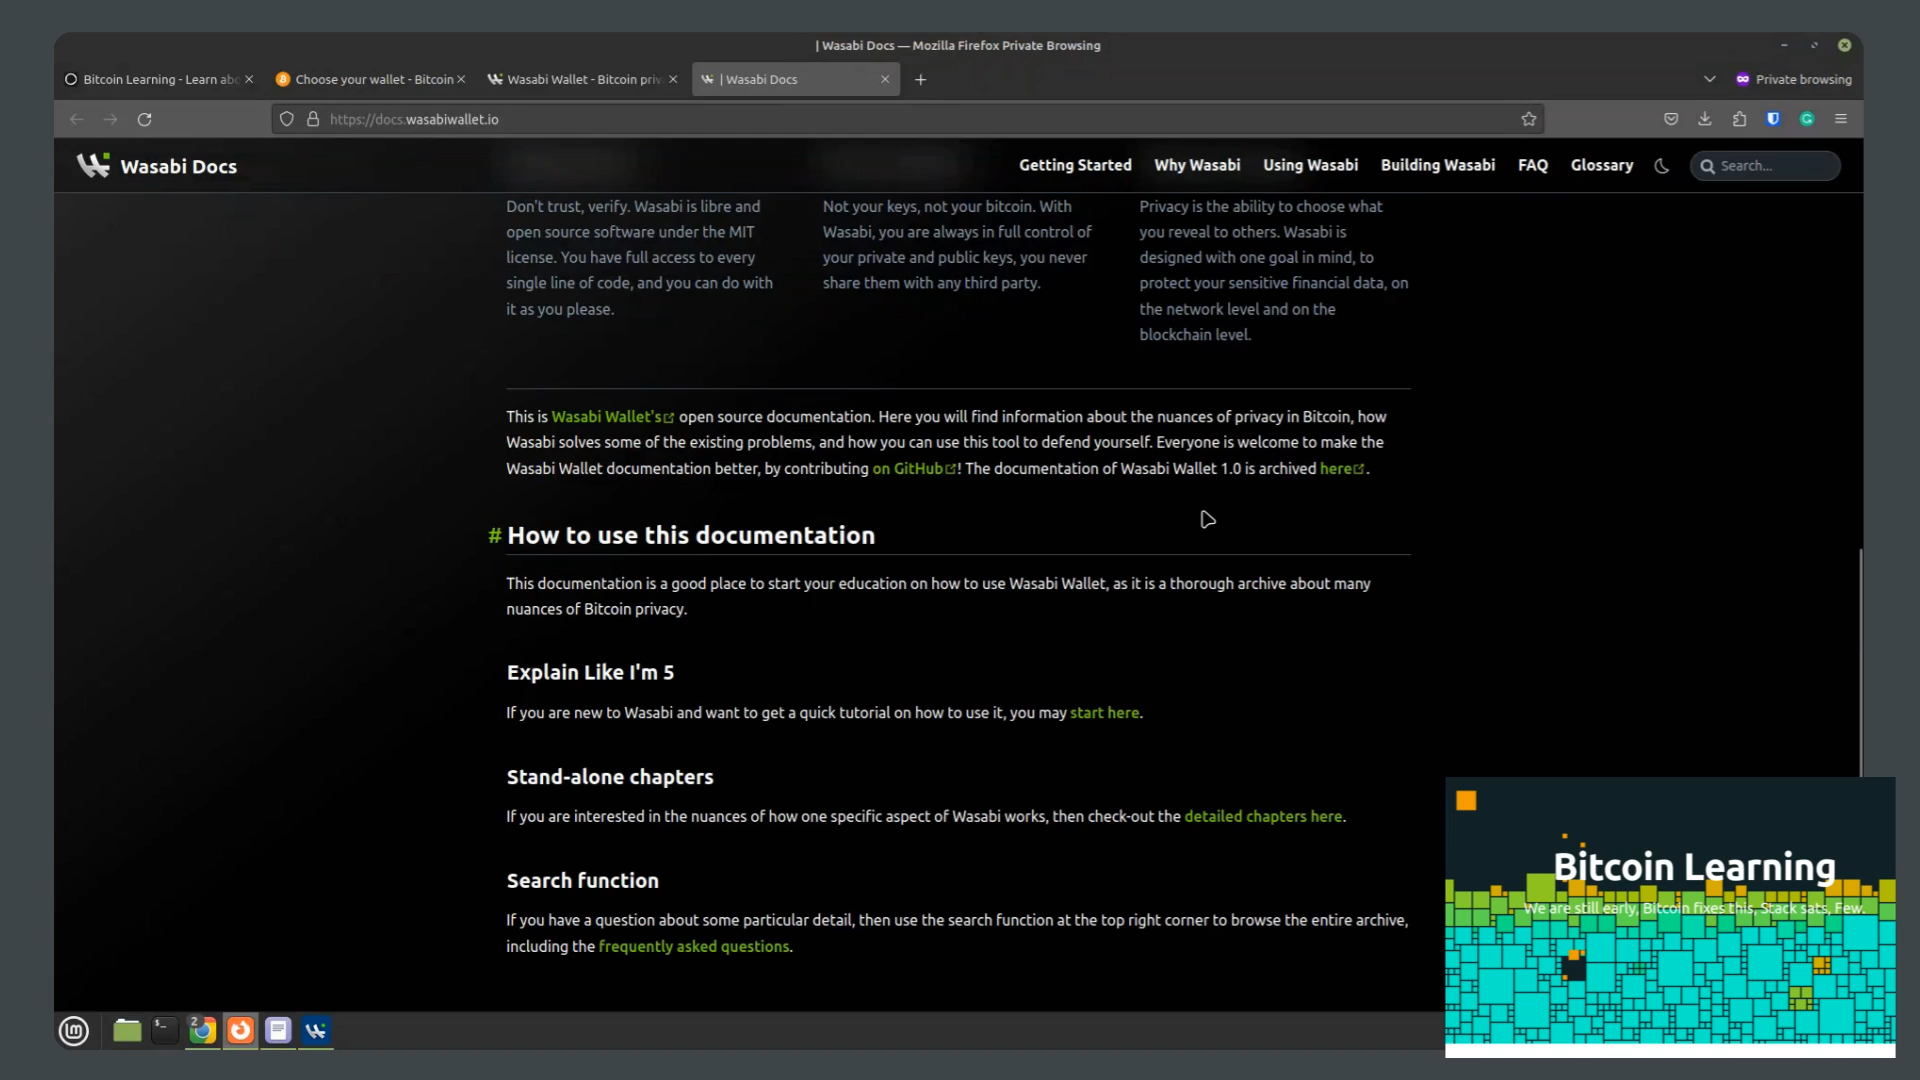 | Wasabi Docs — Mozilla Firefox Private Browsing
Bitcoin Learning - Learn abo
Choose your wallet - Bitcoin
Wasabi Wallet - Bitcoin priv
| Wasabi Docs
Private browsing
https://docs.wasabiwallet.io
Wasabi Docs
Getting Started
Why Wasabi
Using Wasabi
Building Wasabi
FAQ
Glossary
Search...
Don't trust, verify. Wasabi is libre and
open source software under the MIT
license. You have full access to every
single line of code, and you can do with
it as you please.
Not your keys, not your bitcoin. With
Wasabi, you are always in full control of
your private and public keys, you never
share them with any third party.
Privacy is the ability to choose what
you reveal to others. Wasabi is
designed with one goal in mind, to
protect your sensitive financial data, on
the network level and on the
blockchain level.
This is Wasabi Wallet's open source documentation. Here you will find information about the nuances of privacy in Bitcoin, how
Wasabi solves some of the existing problems, and how you can use this tool to defend yourself. Everyone is welcome to make the
Wasabi Wallet documentation better, by contributing on GitHub! The documentation of Wasabi Wallet 1.0 is archived here.
# How to use this documentation
This documentation is a good place to start your education on how to use Wasabi Wallet, as it is a thorough archive about many
nuances of Bitcoin privacy.
Explain Like I'm 5
If you are new to Wasabi and want to get a quick tutorial on how to use it, you may start here.
Stand-alone chapters
If you are interested in the nuances of how one specific aspect of Wasabi works, then check-out the detailed chapters here.
Search function
If you have a question about some particular detail, then use the search function at the top right corner to browse the entire archive,
including the frequently asked questions.
Bitcoin Learning
We are still early, Bitcoin fixes this, Stack sats, Few.
2